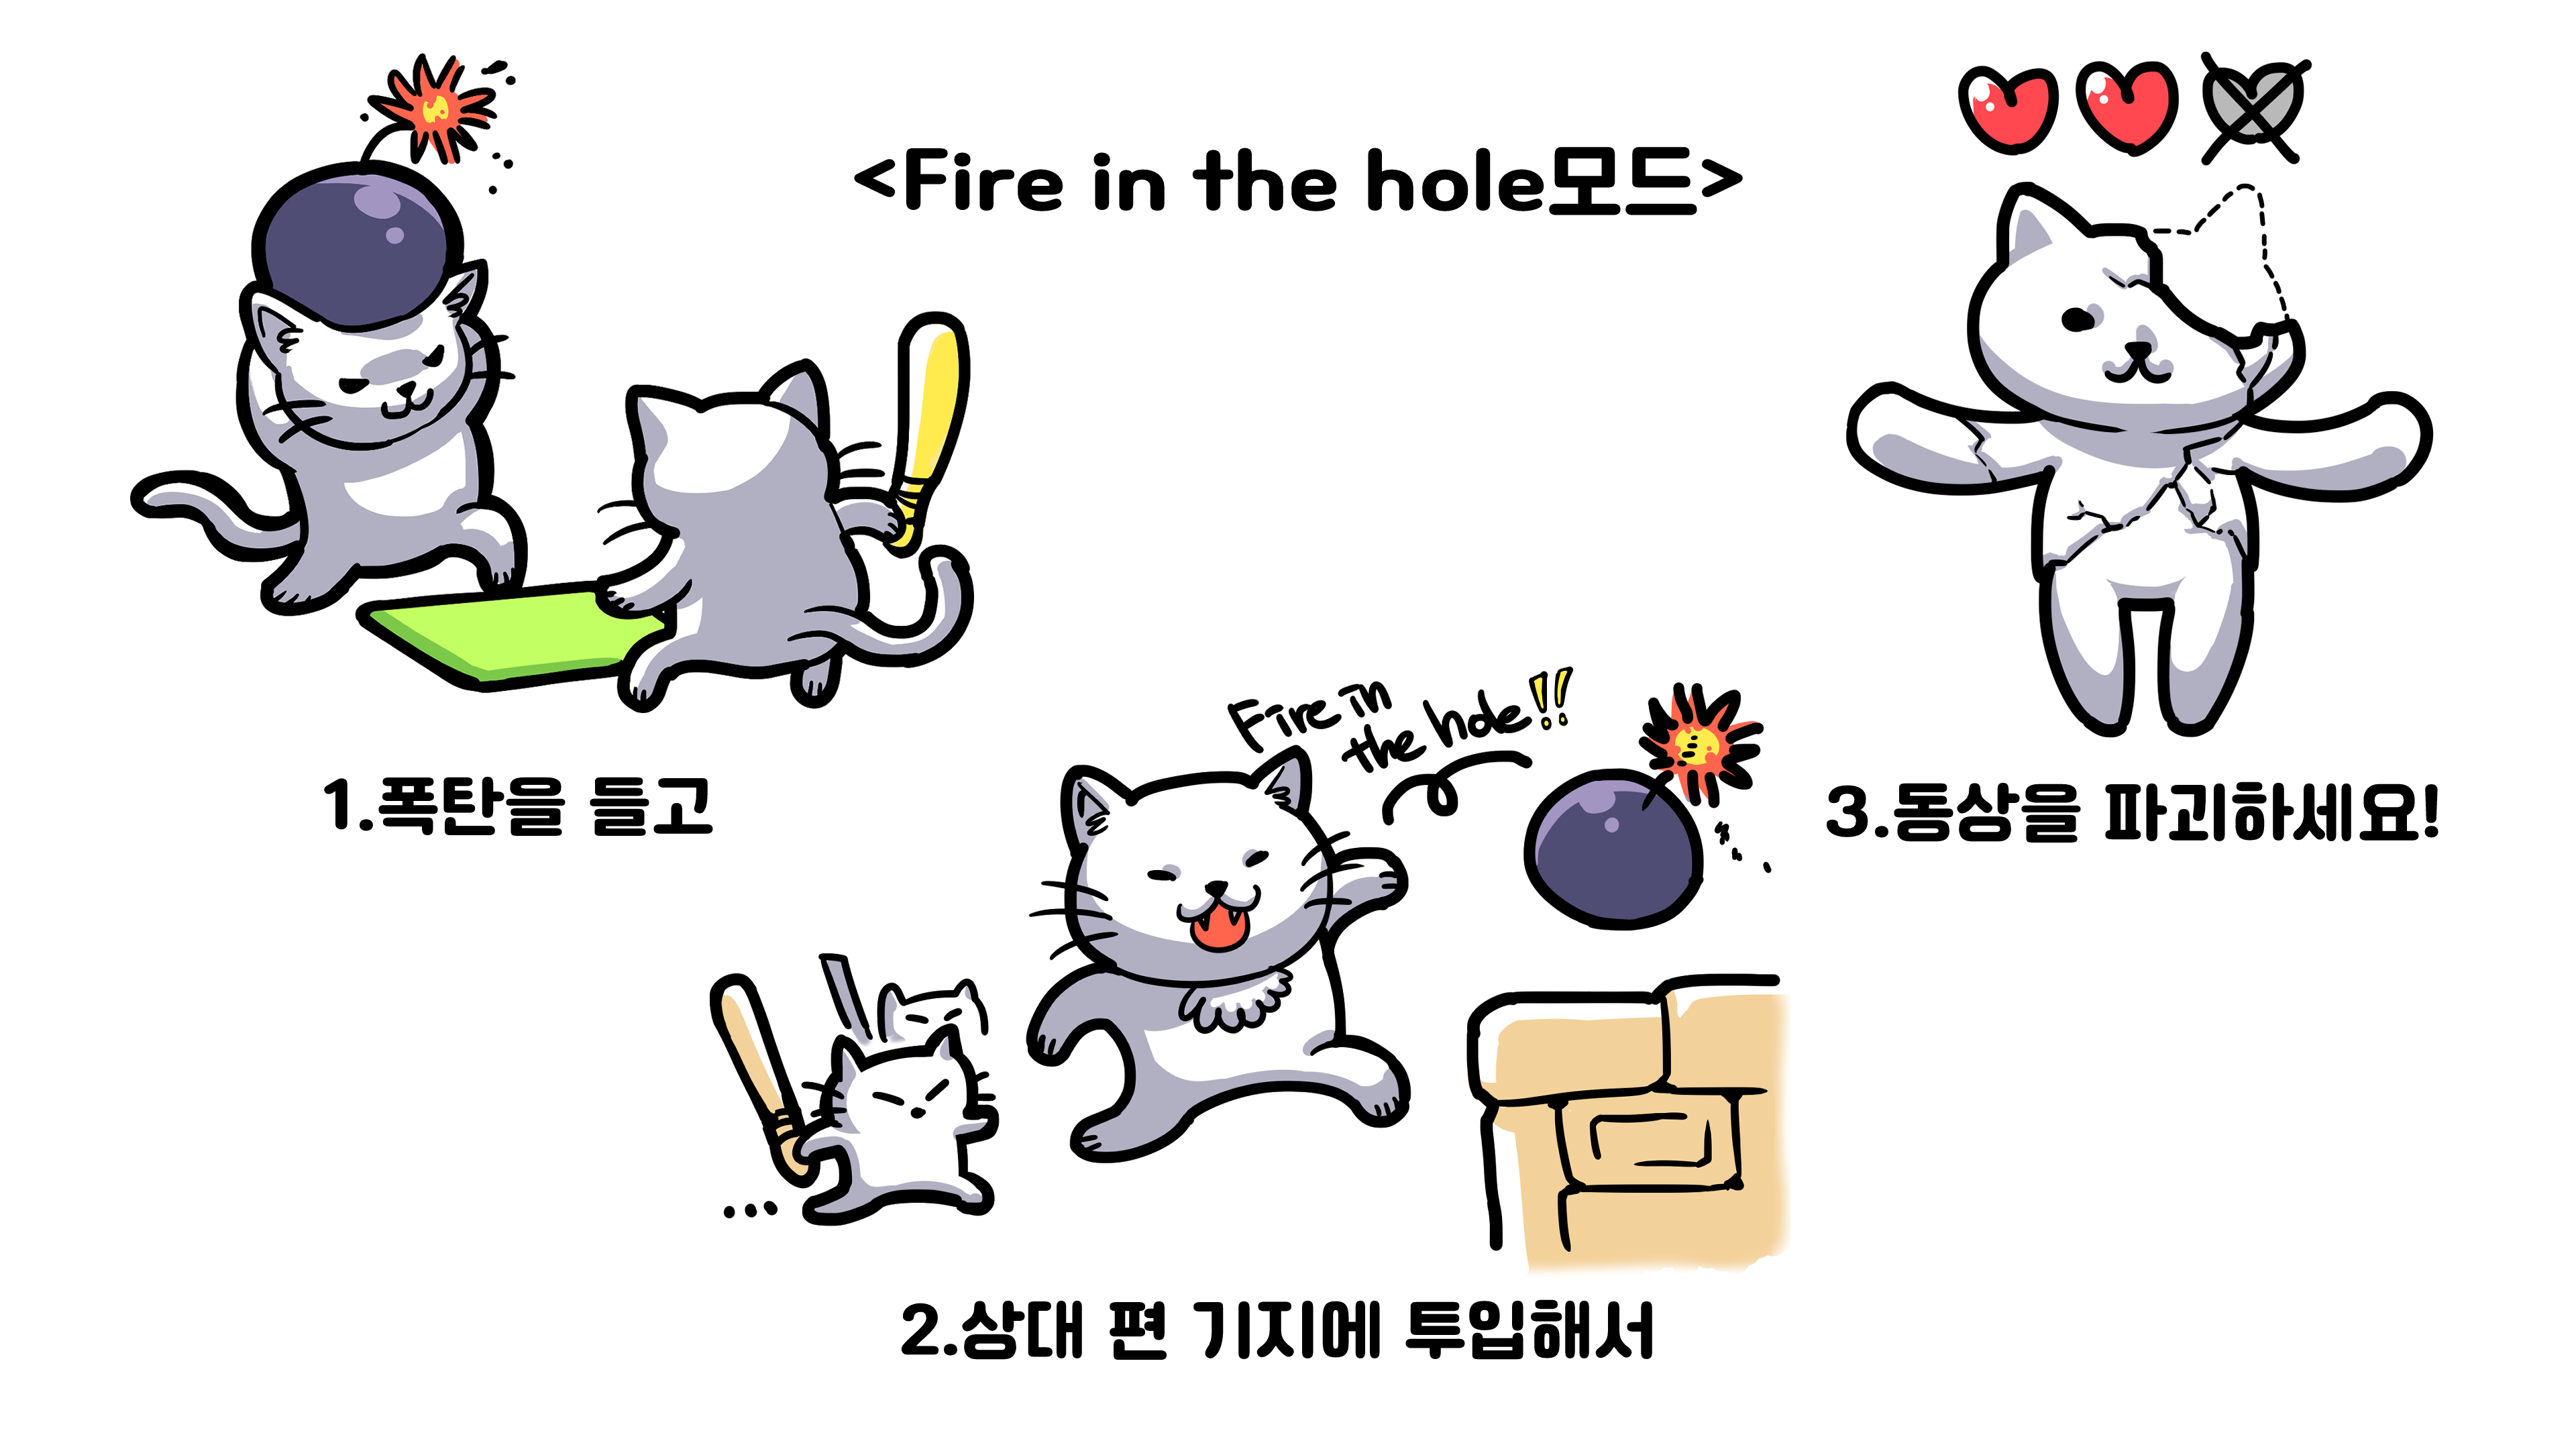 <Fire in the hole모드>
1.폭탄을 들고
Fire in
the hole!!
2.상대 편 기지에 투입해서
3.동상을 파괴하세요!